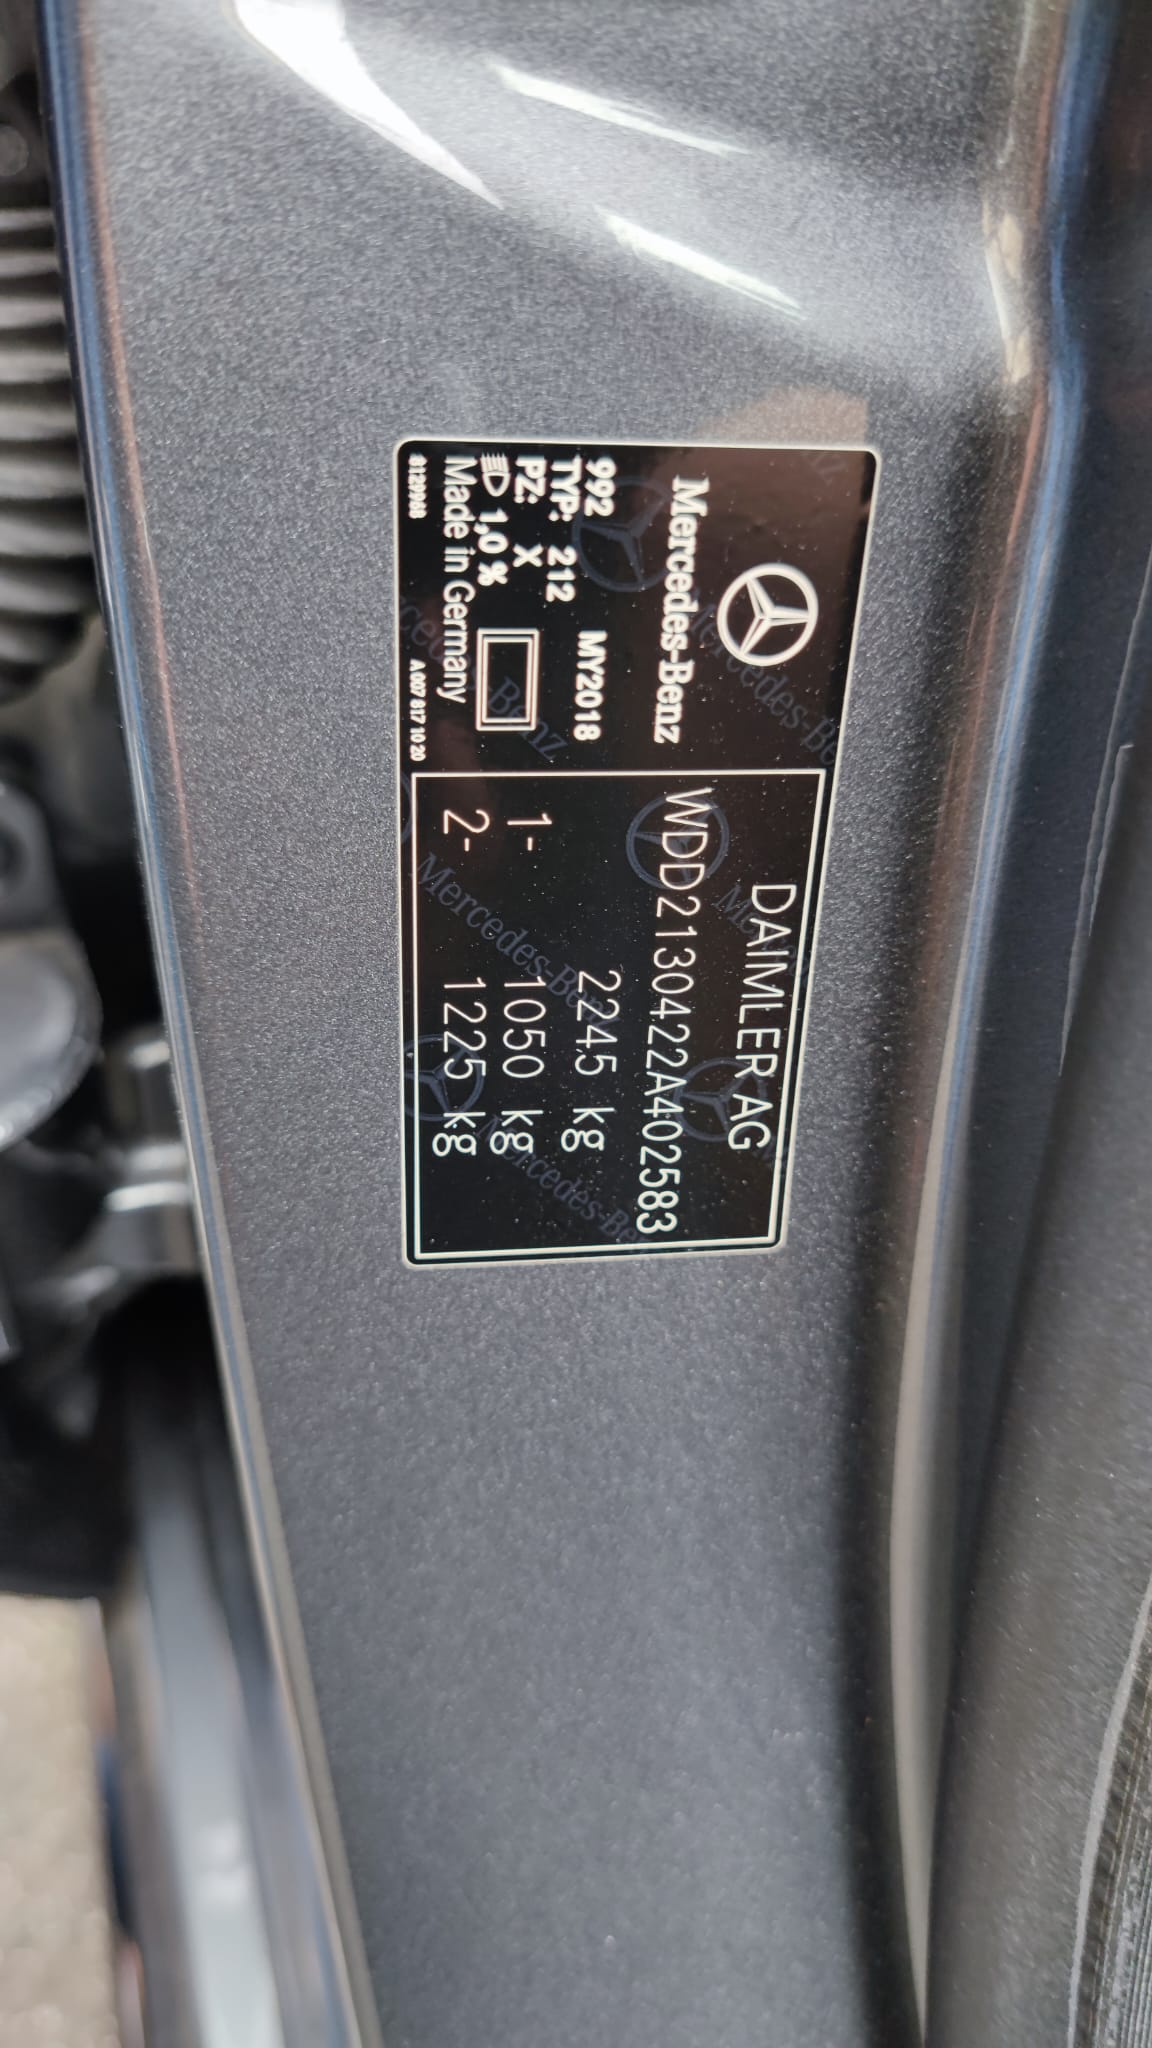 Mercedes-Benz
992 MY2018
TYP: 212
PZ: X
1,0 %
Made in Germany
8129968 A 007 817 10 20
DAIMLER AG
WDD2130422A402583
2245 kg
1- 1050 kg
2- 1225 kg